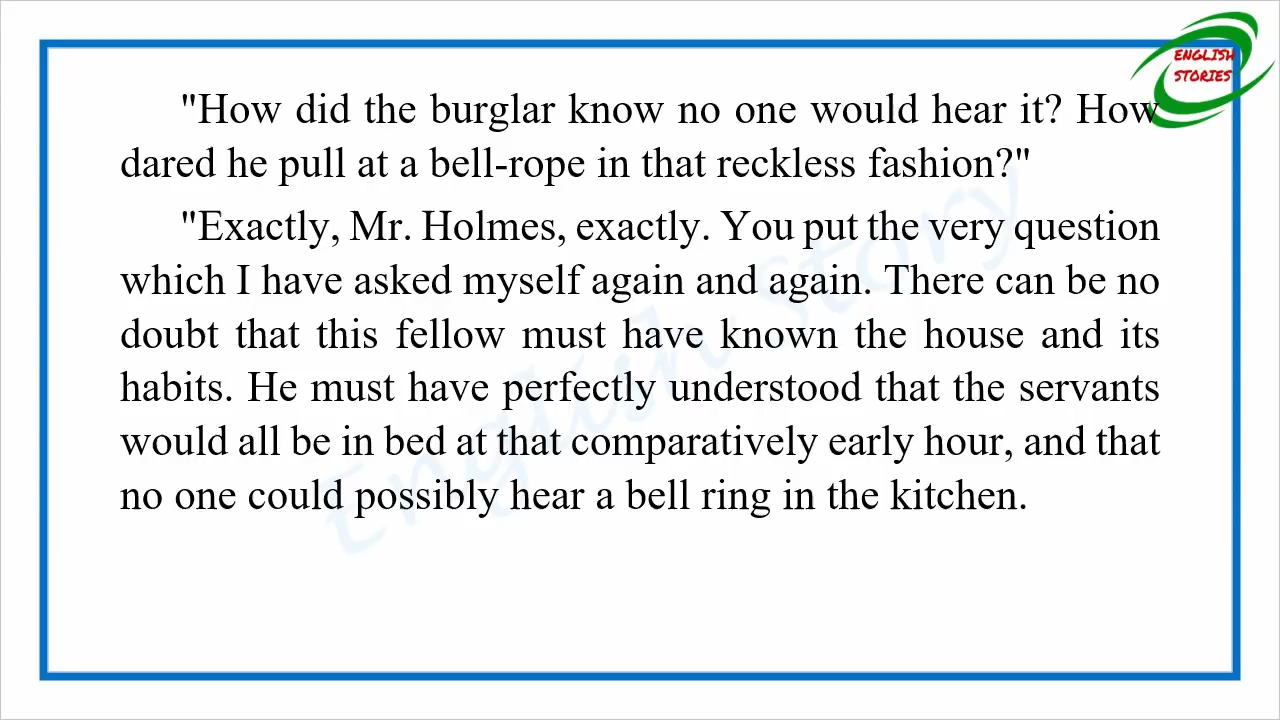 ENGLISH
STORIES
"How did the burglar know no one would hear it? How
dared he pull at a bell-rope in that reckless fashion?"
"Exactly, Mr. Holmes, exactly. You put the very question
which I have asked myself again and again. There can be no
doubt that this fellow must have known the house and its
habits. He must have perfectly understood that the servants
would all be in bed at that comparatively early hour, and that
no one could possibly hear a bell ring in the kitchen.
English Story